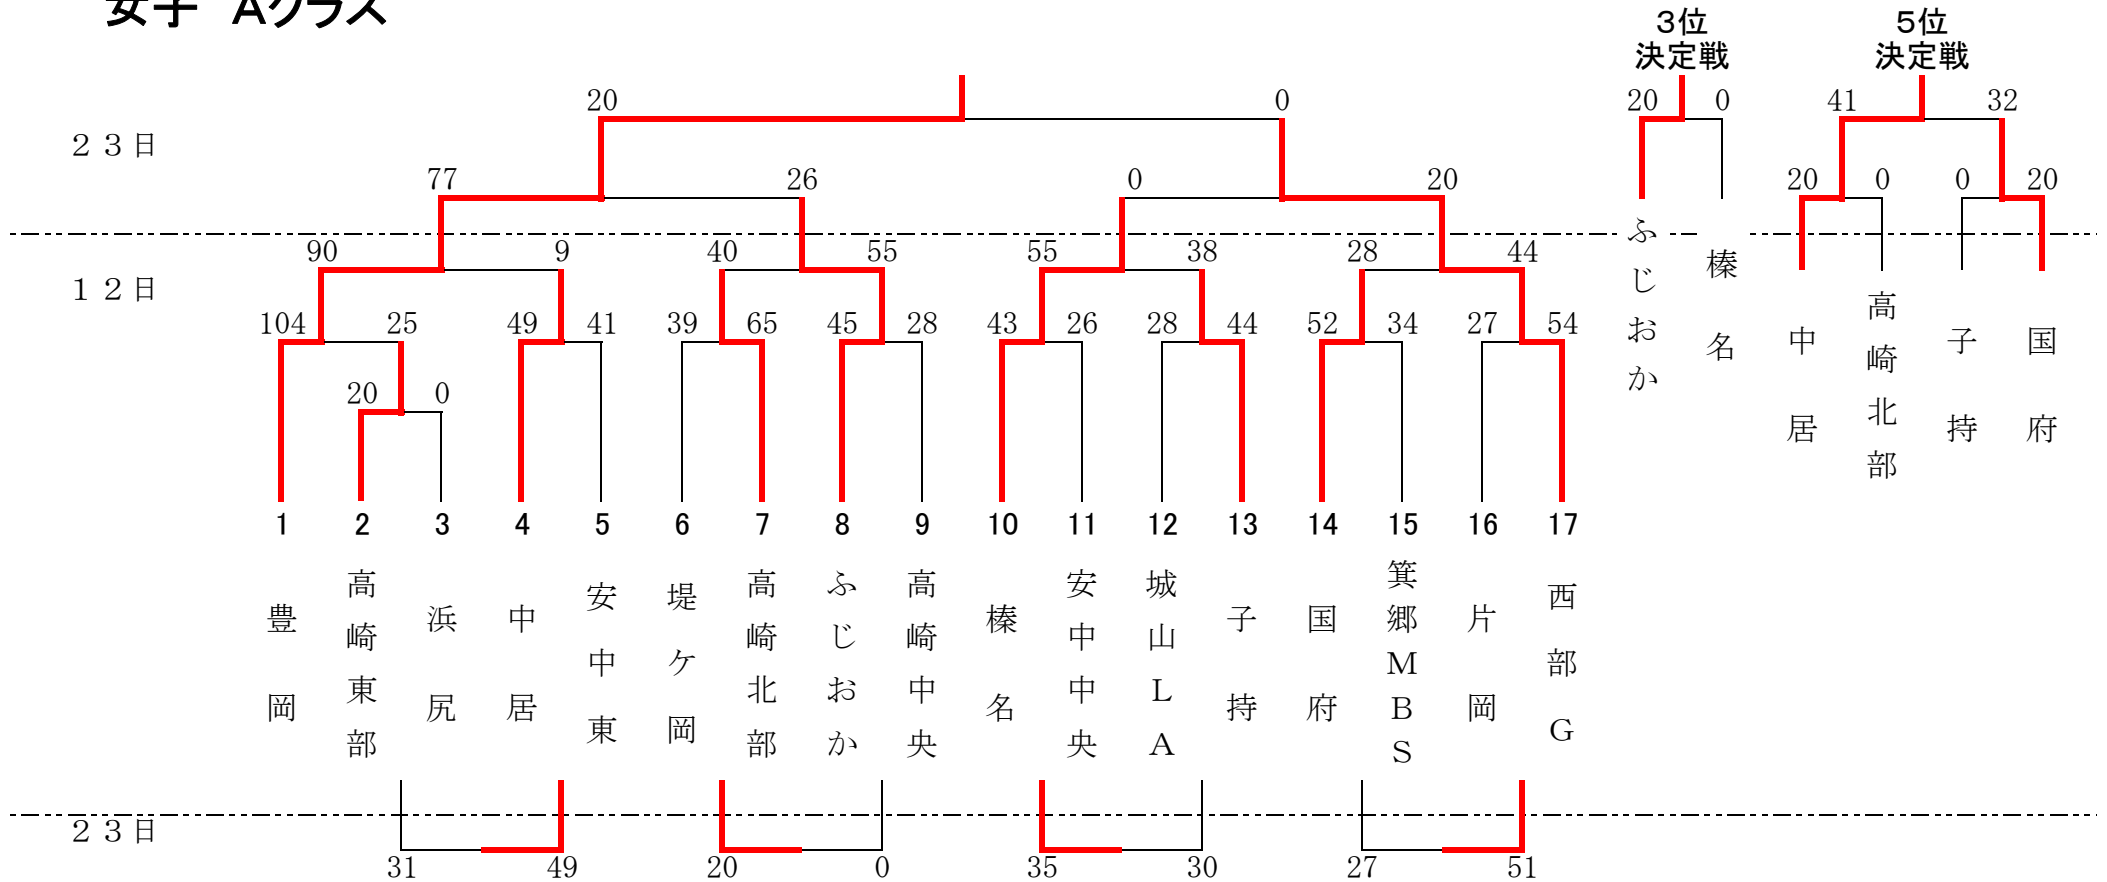 女子　Aクラス
3位
決定戦
5位
決定戦
20 0 20 0 41 32
２３日
77 26 0 20 20 0 0 20
90 9 40 55 55 38 28 44
１２日
104 25 49 41 39 65 45 28 43 26 28 44 52 34 27 54
20 0
ふじおか
榛名
中居
高崎北部
子持
国府
1 2 3 4 5 6 7 8 9 10 11 12 13 14 15 16 17
豊岡
高崎東部
浜尻
中居
安中東
堤ケ岡
高崎北部
ふじおか
高崎中央
榛名
安中中央
城山LA
子持
国府
箕郷MBS
片岡
西部G
２３日
31 49 20 0 35 30 27 51